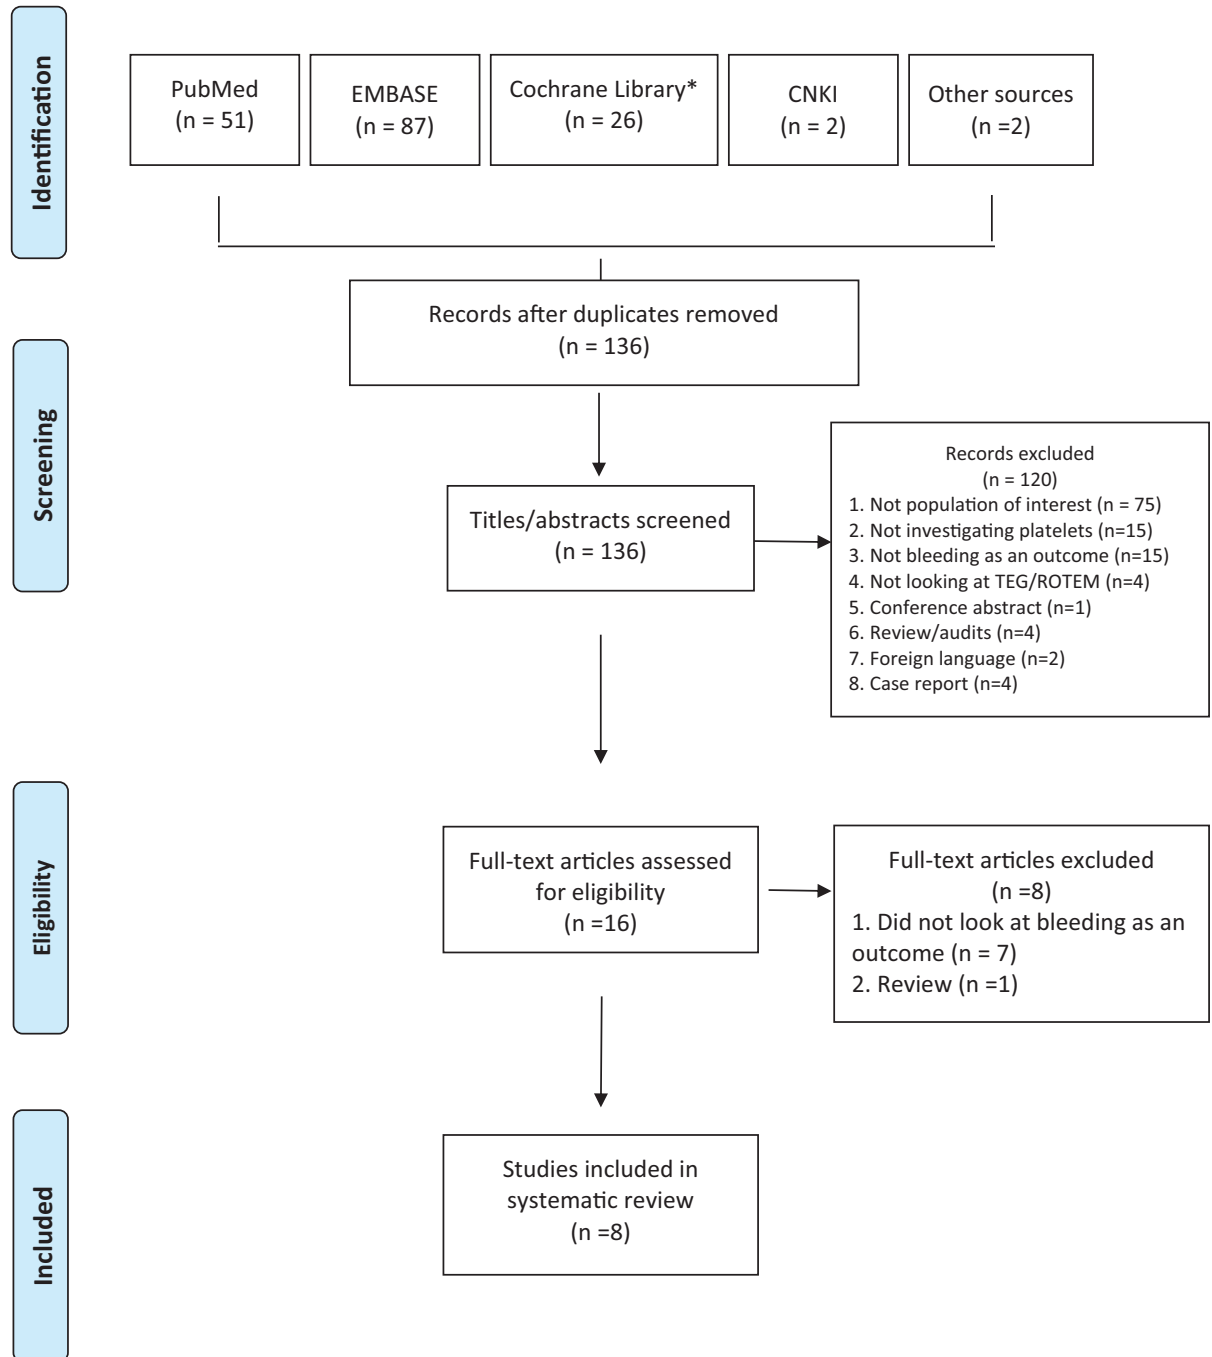 Identification
PubMed
(n = 51)
EMBASE
(n = 87)
Cochrane Library*
(n = 26)
CNKI
(n = 2)
Other sources
(n =2)
Records after duplicates removed
(n = 136)
Screening
Titles/abstracts screened
(n = 136)
Records excluded
(n = 120)
1. Not population of interest (n = 75)
2. Not investigating platelets (n=15)
3. Not bleeding as an outcome (n=15)
4. Not looking at TEG/ROTEM (n=4)
5. Conference abstract (n=1)
6. Review/audits (n=4)
7. Foreign language (n=2)
8. Case report (n=4)
Eligibility
Full-text articles assessed
for eligibility
(n =16)
Full-text articles excluded
(n =8)
1. Did not look at bleeding as an
outcome (n = 7)
2. Review (n =1)
Included
Studies included in
systematic review
(n =8)